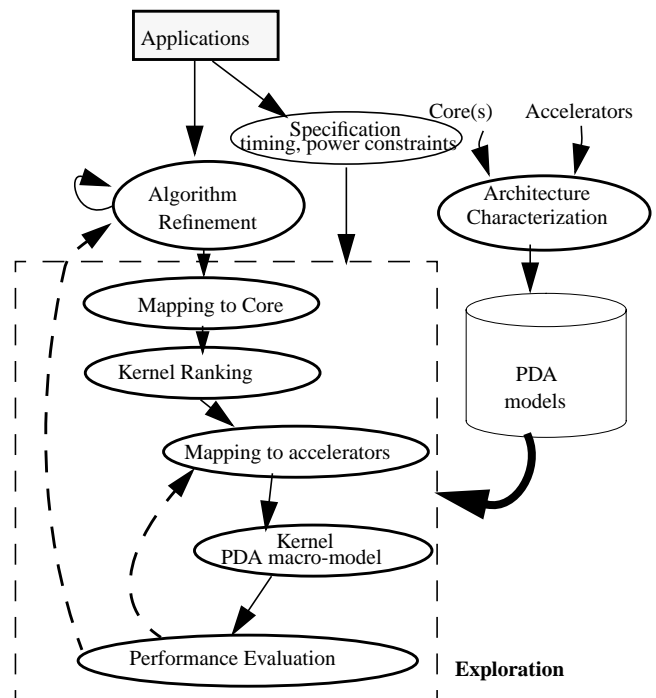 Applications
Core(s)
Accelerators
Specification
timing, power constraints
Algorithm
Refinement
Architecture
Characterization
Mapping to Core
Kernel Ranking
PDA
models
Mapping to accelerators
Kernel
PDA macro-model
Performance Evaluation
Exploration